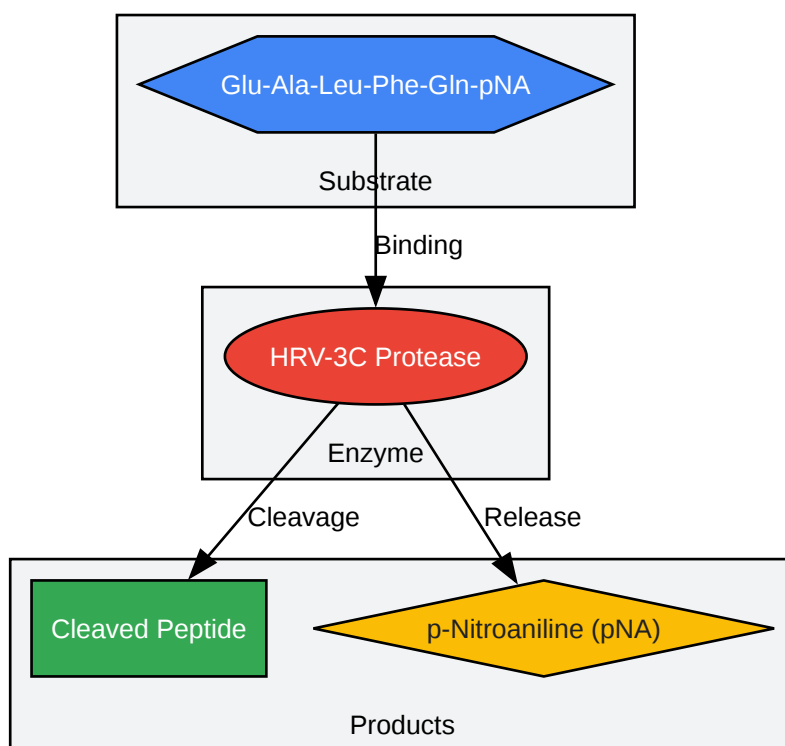 Glu-Ala-Leu-Phe-Gln-pNA
Substrate
Binding
HRV-3C Protease
Enzyme
Cleavage
Release
Cleaved Peptide
p-Nitroaniline (pNA)
Products